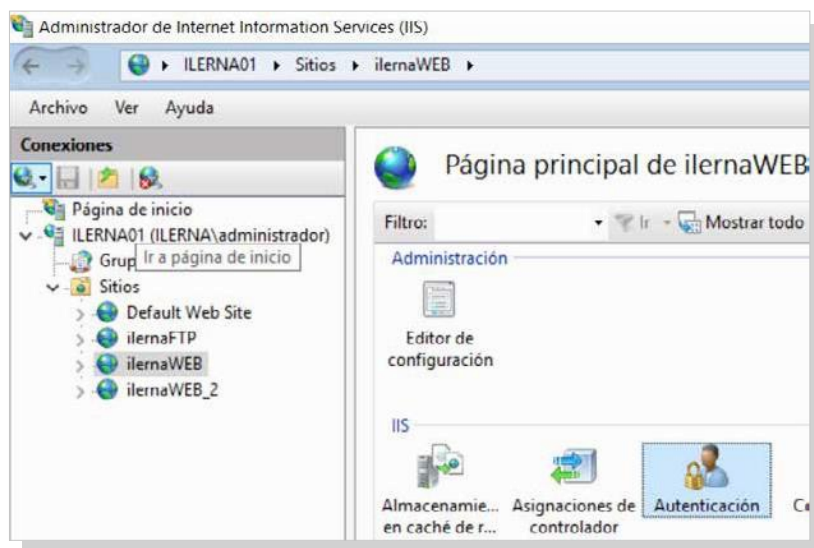 Administrador de Internet Information Services (IIS)
ILERNA01 Sitios ilernaWEB
Archivo Ver Ayuda
Conexiones
Página de inicio
ILERNA01 (ILERNA\administrador)
Grup
Ir a página de inicio
Sitios
Default Web Site
ilernaFTP
ilernaWEB
ilernaWEB_2
Página principal de ilernaWEB
Filtro: Ir Mostrar todo
Administración
Editor de
configuración
IIS
Almacenamie... Asignaciones de Autenticación
en caché de r... controlador